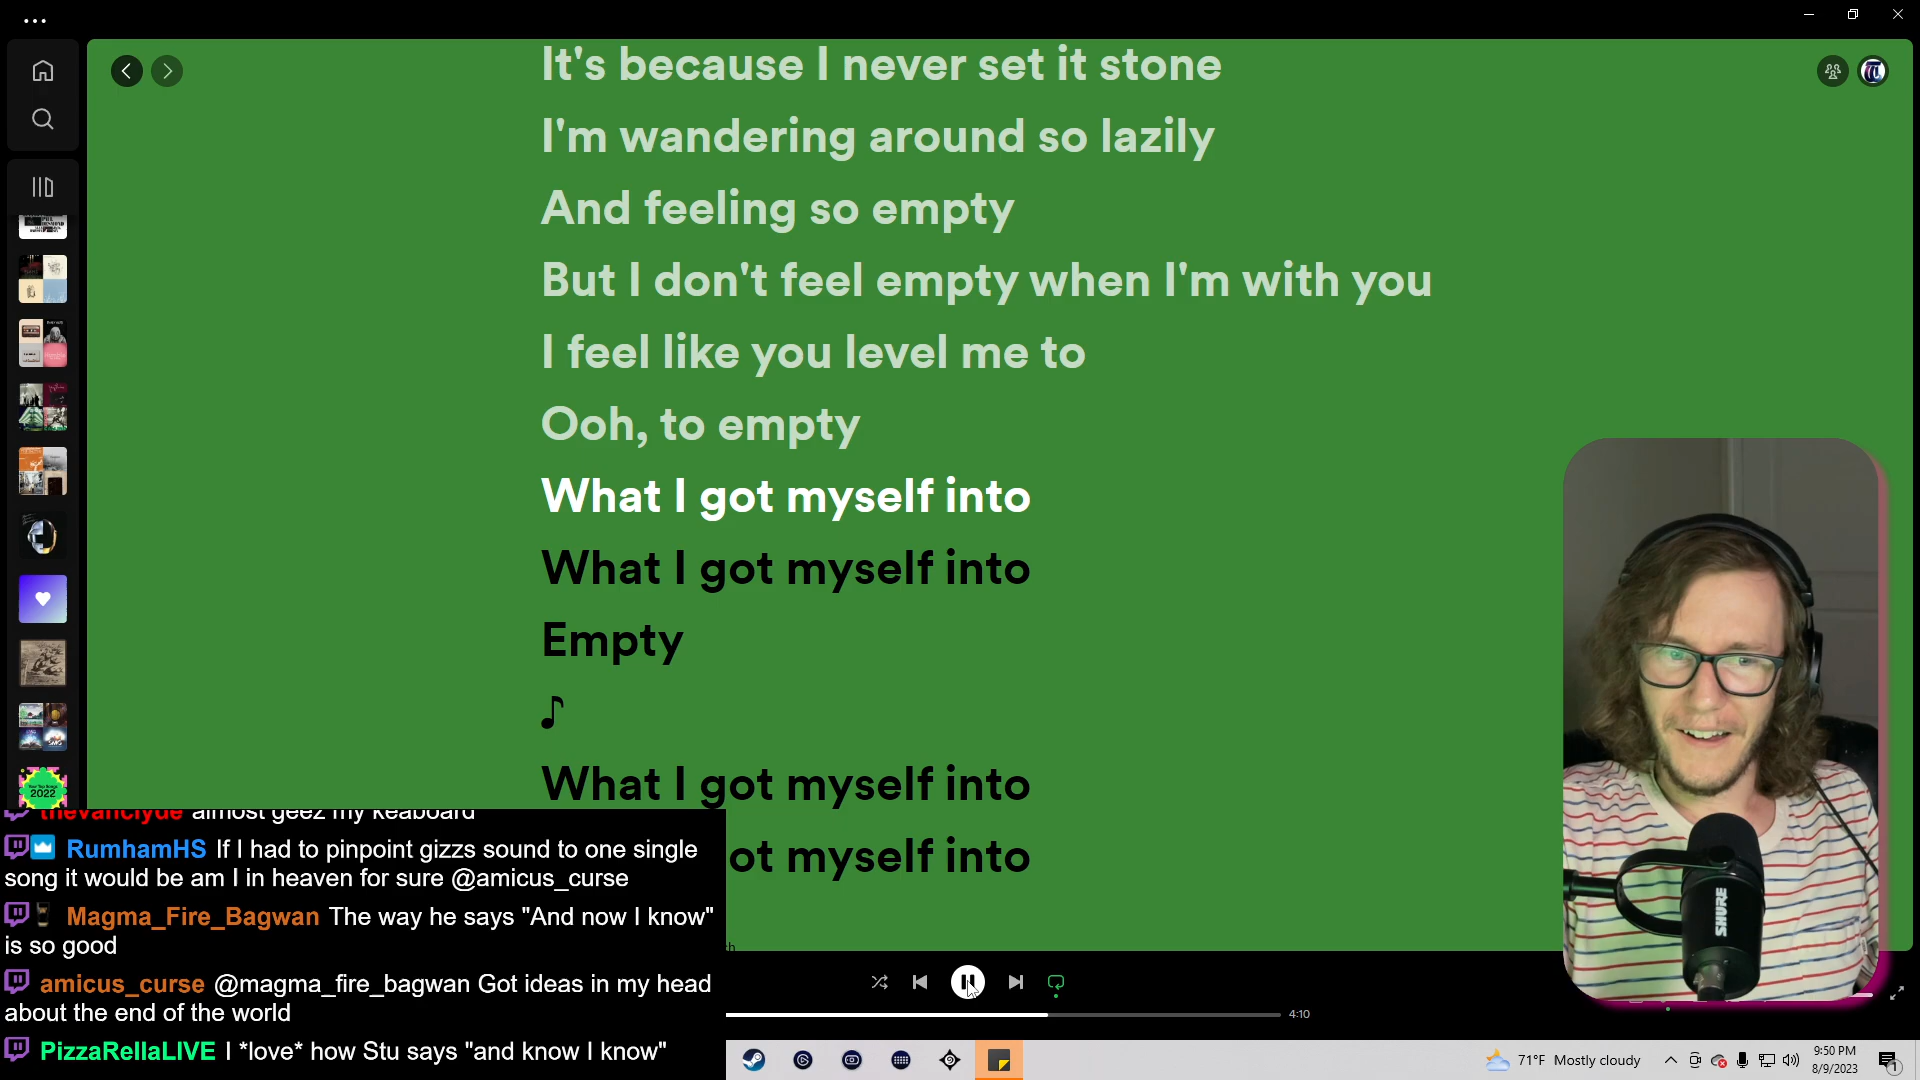 It's because I never set it stone
I'm wandering around so lazily
And feeling so empty
But I don't feel empty when I'm with you
I feel like you level me to
Ooh, to empty
What I got myself into
What I got myself into
Empty
What I got myself into
ot myself into
2022
thevanclyde almost geez my keaboard
RumhamHS If I had to pinpoint gizzs sound to one single
song it would be am I in heaven for sure @amicus_curse
Magma_Fire_Bagwan The way he says "And now I know"
is so good
amicus_curse @magma_fire_bagwan Got ideas in my head
about the end of the world
PizzaRellaLIVE I *love* how Stu says "and know I know"
4:10
SHURE
71°F Mostly cloudy
9:50 PM
8/9/2023
1